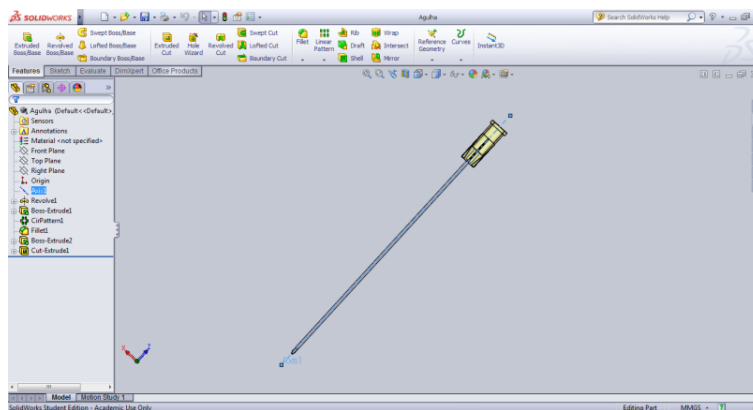 SOLIDWORKS
Agulha
Search SolidWorks Help
Extruded Boss/Base
Revolved Boss/Base
Swept Boss/Base
Lofted Boss/Base
Boundary Boss/Base
Extruded Cut
Hole Wizard
Revolved Cut
Swept Cut
Lofted Cut
Boundary Cut
Fillet
Linear Pattern
Rib
Draft
Shell
Wrap
Intersect
Mirror
Reference Geometry
Curves
Instant3D
Features Sketch Evaluate DimXpert Office Products
Agulha (Default<<Default>
Sensors
Annotations
Material <not specified>
Front Plane
Top Plane
Right Plane
Origin
Axis1
Revolve1
Boss-Extrude1
CirPattern1
Fillet1
Boss-Extrude2
Cut-Extrude1
Axis1
X
Z
Model Motion Study 1
SolidWorks Student Edition - Academic Use Only
Editing Part MMGS